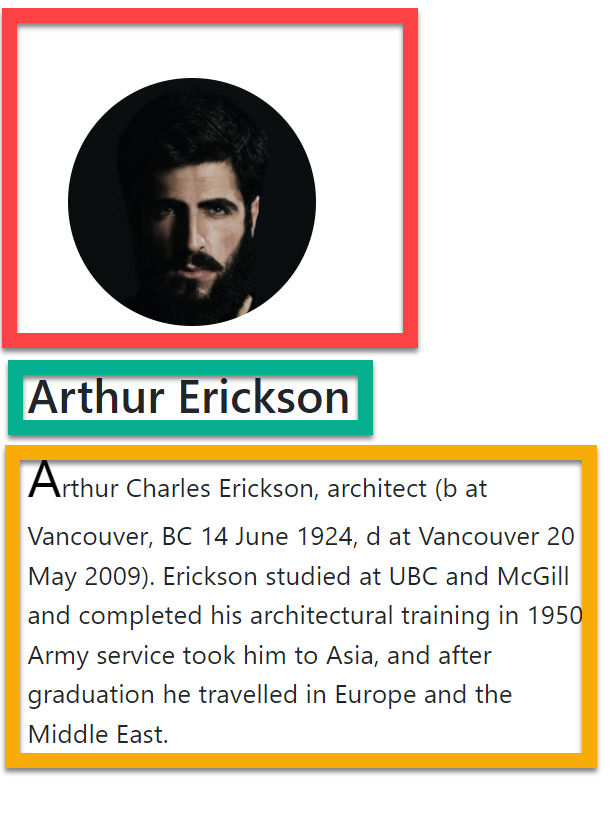 Arthur Erickson
Arthur Charles Erickson, architect (b at
Vancouver, BC 14 June 1924, d at Vancouver 20
May 2009). Erickson studied at UBC and McGill
and completed his architectural training in 1950
Army service took him to Asia, and after
graduation he travelled in Europe and the
Middle East.